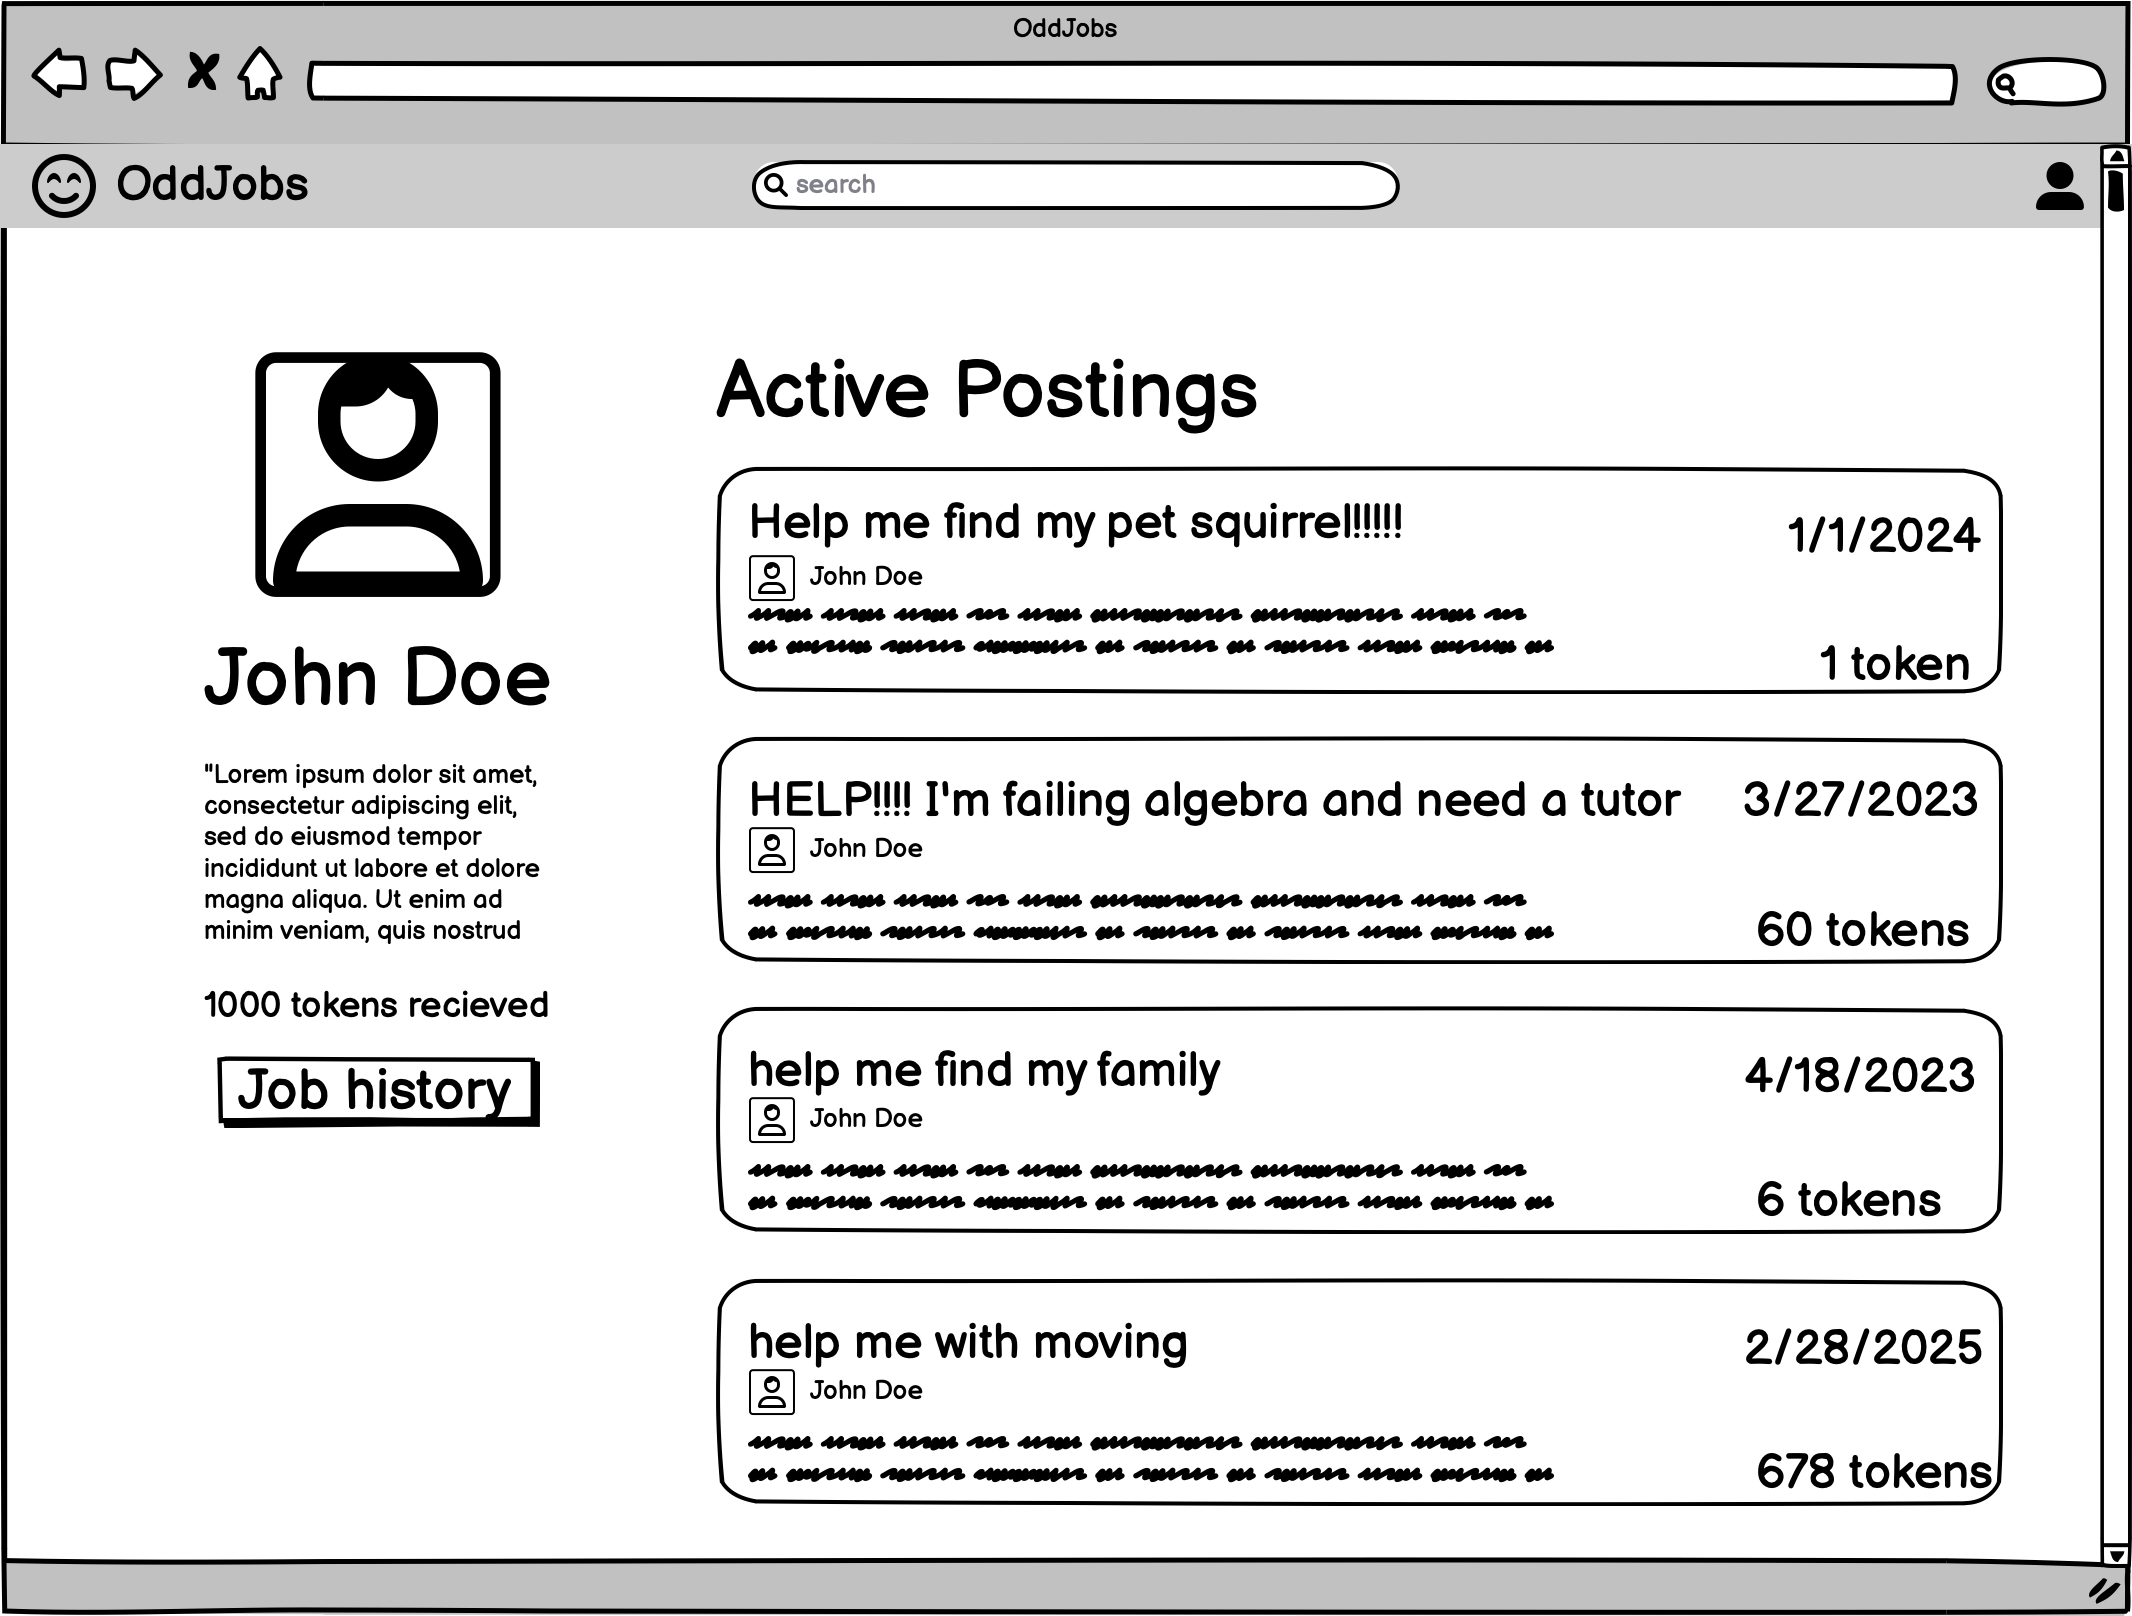 OddJobs
OddJobs
search
John Doe
"Lorem ipsum dolor sit amet,
consectetur adipiscing elit,
sed do eiusmod tempor
incididunt ut labore et dolore
magna aliqua. Ut enim ad
minim veniam, quis nostrud
1000 tokens recieved
Job history
Active Postings
Help me find my pet squirrel!!!!!
1/1/2024
John Doe
1 token
HELP!!!! I'm failing algebra and need a tutor
3/27/2023
John Doe
60 tokens
help me find my family
4/18/2023
John Doe
6 tokens
help me with moving
2/28/2025
John Doe
678 tokens